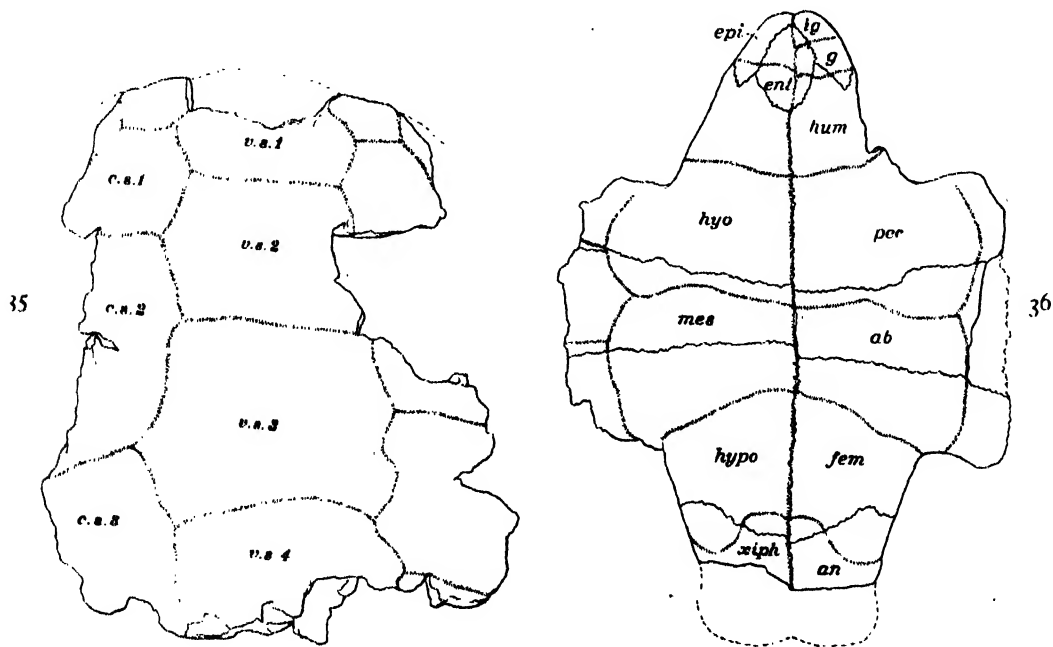 v.s.1
c.s.1
v.s.2
35
c.s.2
v.s.3
c.s.3
v.s 4
epi.
ig
g
ent
hum
hyo
pec
36
mes
ab
hypo
fem
xiph
an